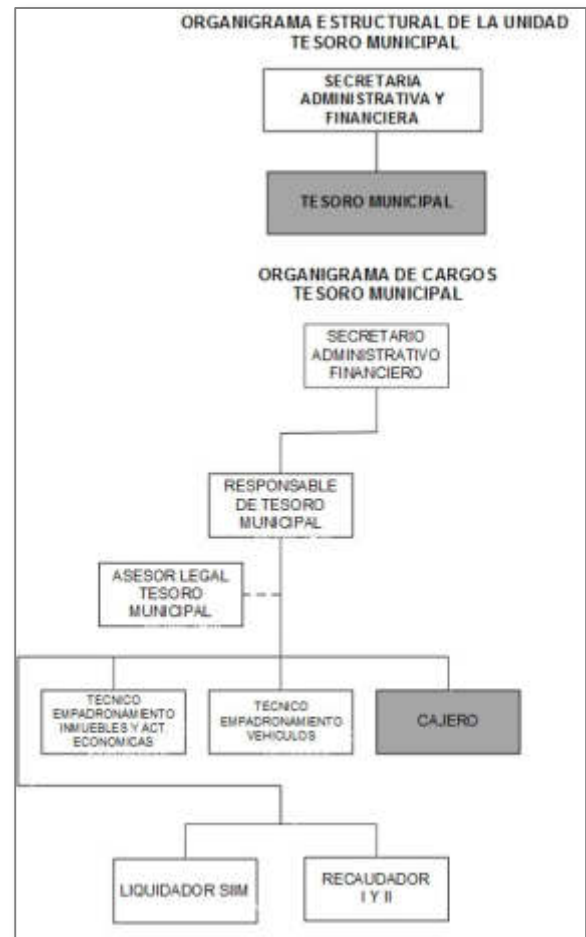 ORGANIGRAMA ESTRUCTURAL DE LA UNIDAD
TESORO MUNICIPAL
SECRETARIA
ADMINISTRATIVA Y
FINANCIERA
TESORO MUNICIPAL
ORGANIGRAMA DE CARGOS
TESORO MUNICIPAL
SECRETARIO
ADMINISTRATIVO
FINANCIERO
RESPONSABLE
DE TESORO
MUNICIPAL
ASESOR LEGAL
TESORO
MUNICIPAL
TECNICO
EMPADRONAMIENTO
INMUEBLES Y ACT.
ECONOMICAS
TECNICO
EMPADRONAMIENTO
VEHICULOS
CAJERO
LIQUIDADOR SIIM
RECAUDADOR
I Y II